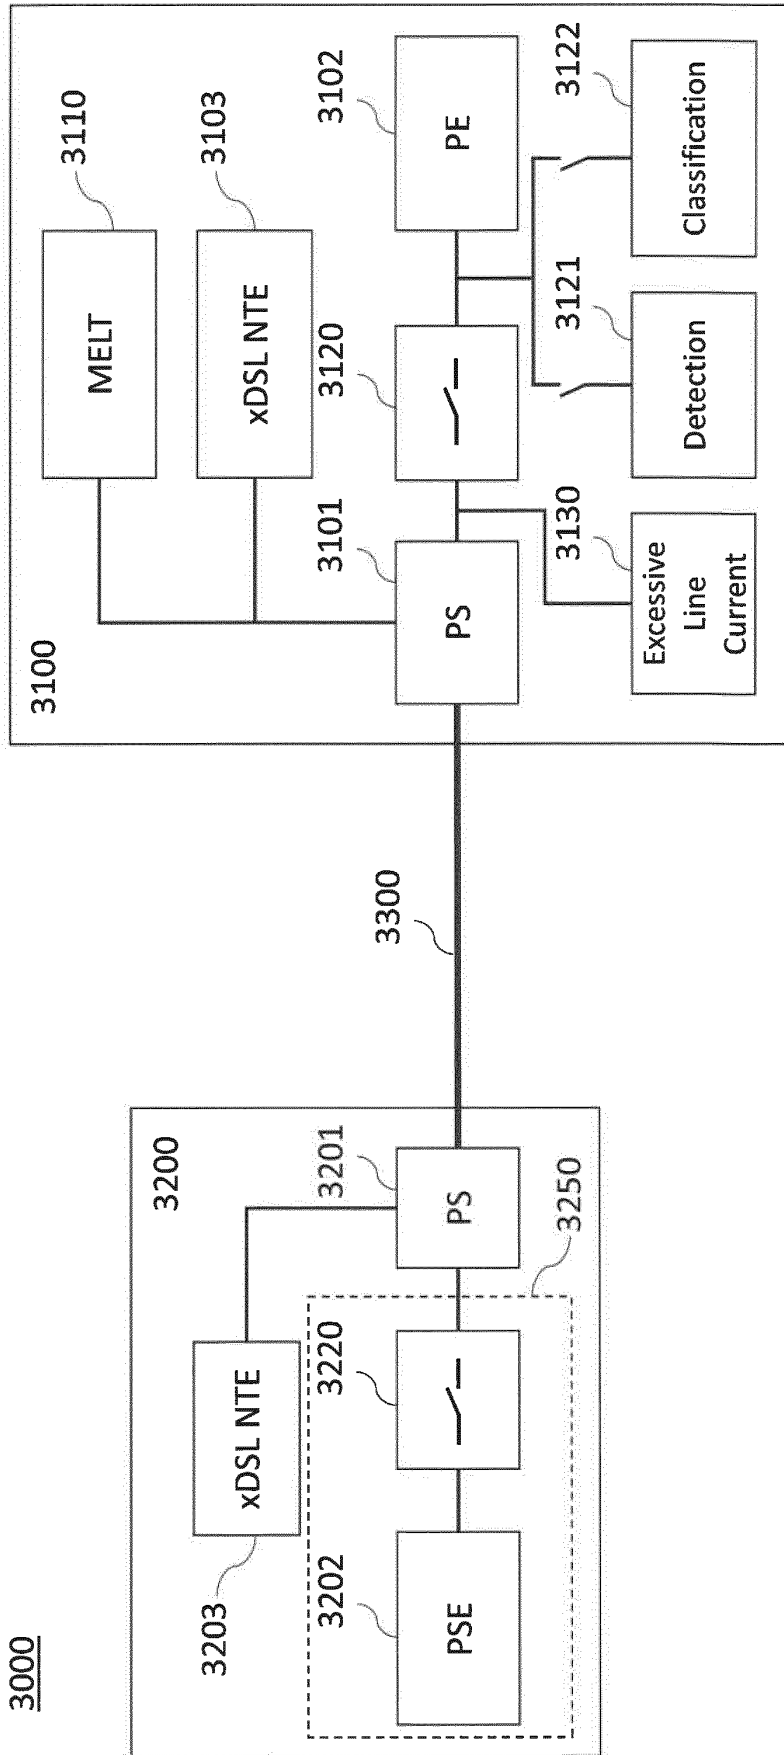 3000
3200
xDSL NTE
3203
PSE
3202
3220
PS
3201
3250
3300
3100
MELT
3110
xDSL NTE
3103
PS
3101
3120
PE
3102
Excessive
Line
Current
3130
Detection
3121
Classification
3122